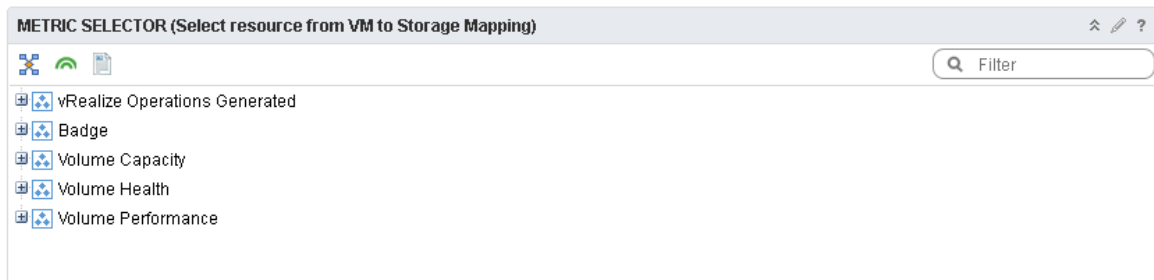 METRIC SELECTOR (Select resource from VM to Storage Mapping) ?
Filter
vRealize Operations Generated
Badge
Volume Capacity
Volume Health
Volume Performance